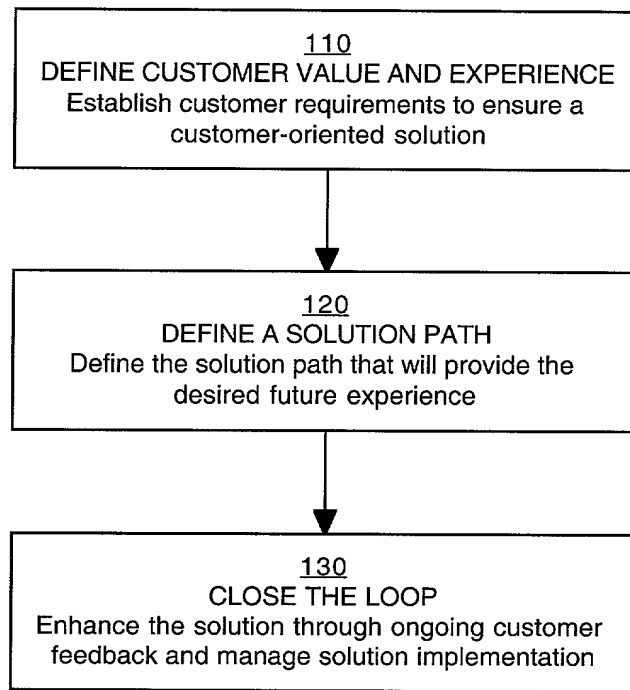 110
DEFINE CUSTOMER VALUE AND EXPERIENCE
Establish customer requirements to ensure a
customer-oriented solution
120
DEFINE A SOLUTION PATH
Define the solution path that will provide the
desired future experience
130
CLOSE THE LOOP
Enhance the solution through ongoing customer
feedback and manage solution implementation